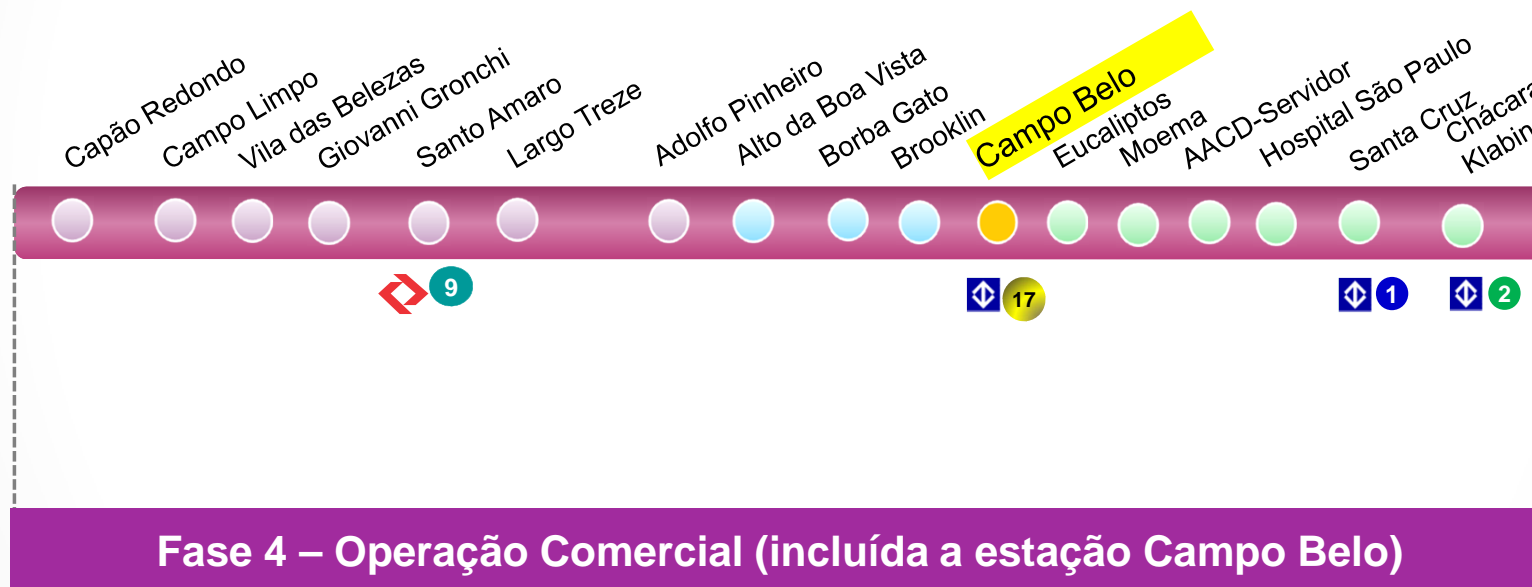 Capão Redondo
Campo Limpo
Vila das Belezas
Giovanni Gronchi
Santo Amaro
Largo Treze
Adolfo Pinheiro
Alto da Boa Vista
Borba Gato
Brooklin
Campo Belo
Eucaliptos
Moema
AACD-Servidor
Hospital São Paulo
Santa Cruz
Chácara
Klabin
9
17
1
2
Fase 4 – Operação Comercial (incluída a estação Campo Belo)